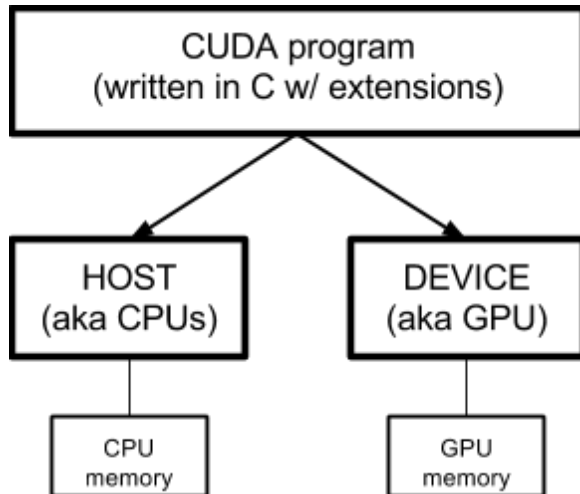 CUDA program
(written in C w/ extensions)
HOST
(aka CPUs)
DEVICE
(aka GPU)
CPU
memory
GPU
memory